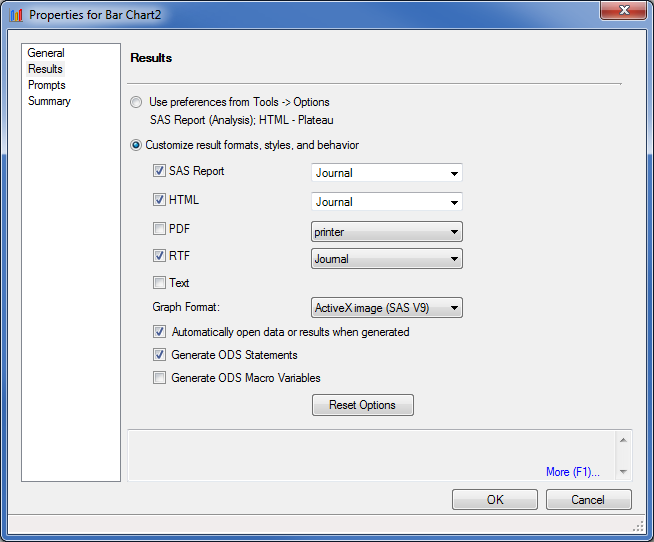 Properties for Bar Chart2
General
Results
Prompts
Summary
Results
Use preferences from Tools -> Options
SAS Report (Analysis); HTML - Plateau
Customize result formats, styles, and behavior
SAS Report Journal
HTML Journal
PDF printer
RTF Journal
Text
Graph Format: ActiveX image (SAS V9)
Automatically open data or results when generated
Generate ODS Statements
Generate ODS Macro Variables
Reset Options
More (F1)...
OK Cancel